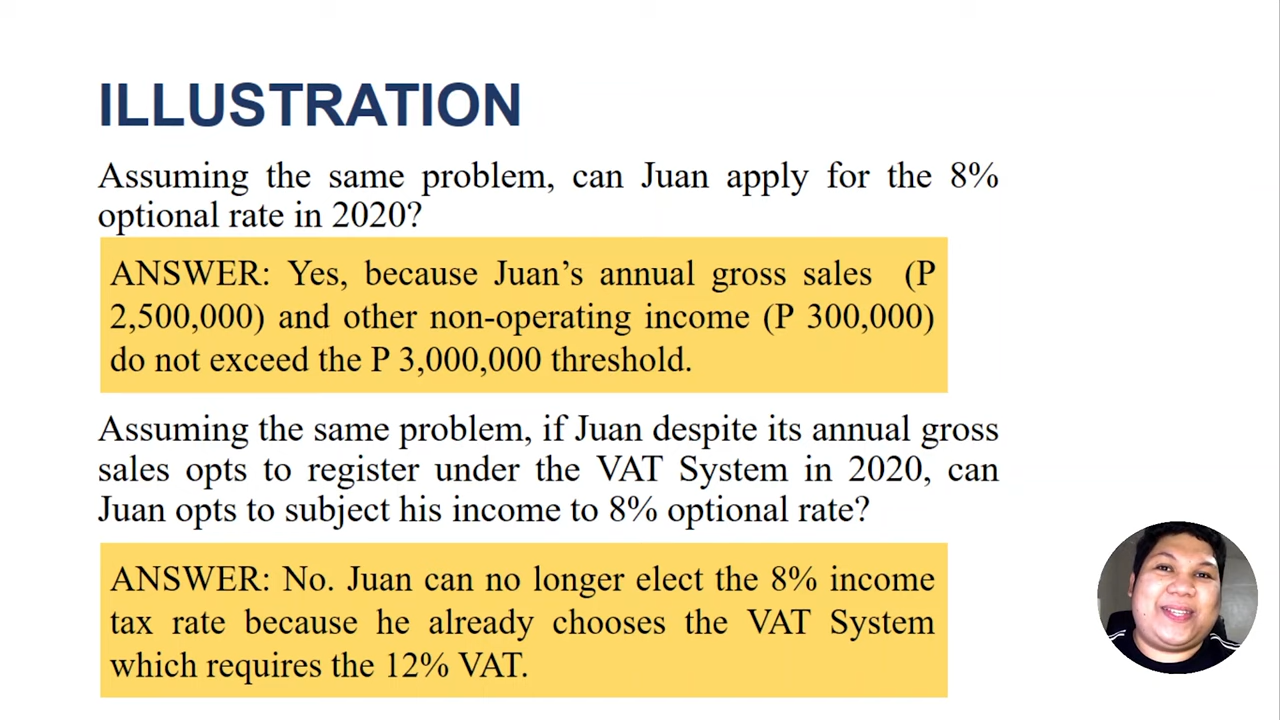 ILLUSTRATION
Assuming the same problem, can Juan apply for the 8%
optional rate in 2020?
ANSWER: Yes, because Juan’s annual gross sales (P
2,500,000) and other non-operating income (P 300,000)
do not exceed the P 3,000,000 threshold.
Assuming the same problem, if Juan despite its annual gross
sales opts to register under the VAT System in 2020, can
Juan opts to subject his income to 8% optional rate?
ANSWER: No. Juan can no longer elect the 8% income
tax rate because he already chooses the VAT System
which requires the 12% VAT.